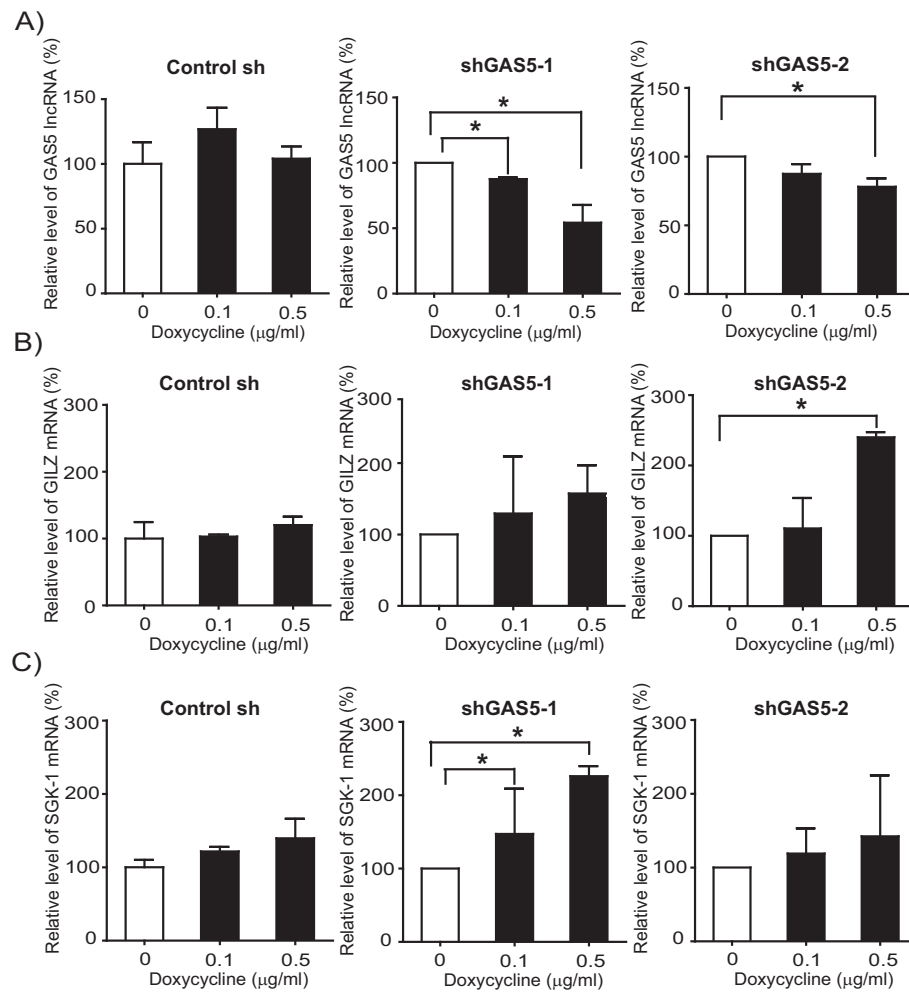 A)
Control sh
shGAS5-1
shGAS5-2
Relative level of GAS5 lncRNA (%)
150
100
50
0
0 0.1 0.5
Doxycycline (μg/ml)
Relative level of GAS5 lncRNA (%)
150
100
50
0
* *
0 0.1 0.5
Doxycycline (μg/ml)
Relative level of GAS5 lncRNA (%)
150
100
50
0
*
0 0.1 0.5
Doxycycline (μg/ml)
B)
Control sh
shGAS5-1
shGAS5-2
Relative level of GILZ mRNA (%)
300
200
100
0
0 0.1 0.5
Doxycycline (μg/ml)
Relative level of GILZ mRNA (%)
300
200
100
0
0 0.1 0.5
Doxycycline (μg/ml)
Relative level of GILZ mRNA (%)
300
200
100
0
*
0 0.1 0.5
Doxycycline (μg/ml)
C)
Control sh
shGAS5-1
shGAS5-2
Relative level of SGK-1 mRNA (%)
300
200
100
0
0 0.1 0.5
Doxycycline (μg/ml)
Relative level of SGK-1 mRNA (%)
300
200
100
0
* *
0 0.1 0.5
Doxycycline (μg/ml)
Relative level of SGK-1 mRNA (%)
300
200
100
0
0 0.1 0.5
Doxycycline (μg/ml)